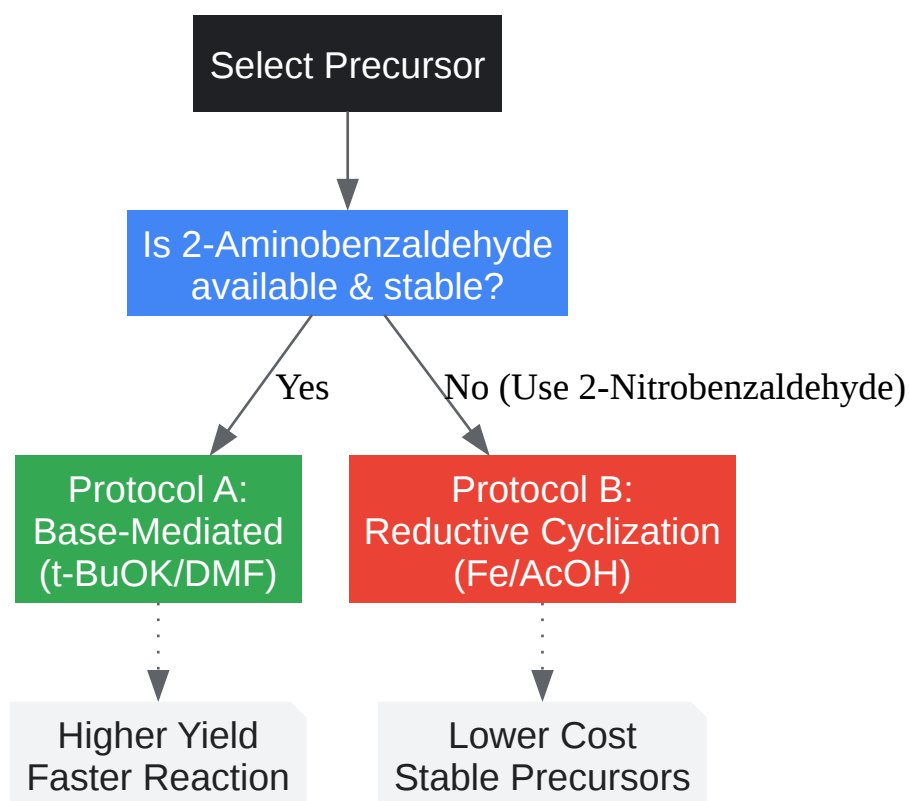 Select Precursor
Is 2-Aminobenzaldehyde
available & stable?
Yes
No (Use 2-Nitrobenzaldehyde)
Protocol A:
Base-Mediated
(t-BuOK/DMF)
Protocol B:
Reductive Cyclization
(Fe/AcOH)
Higher Yield
Faster Reaction
Lower Cost
Stable Precursors